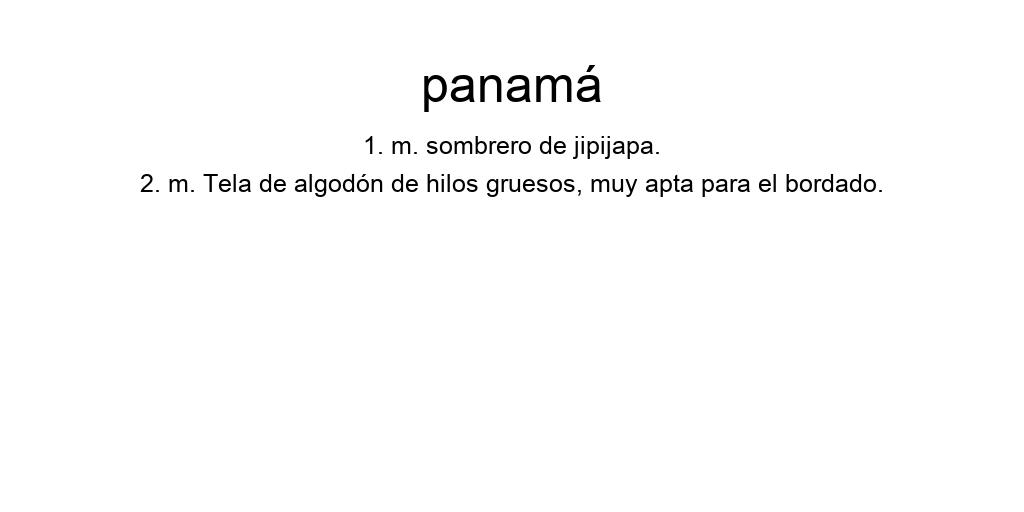 panamá
1. m. sombrero de jipijapa.
2. m. Tela de algodón de hilos gruesos, muy apta para el bordado.